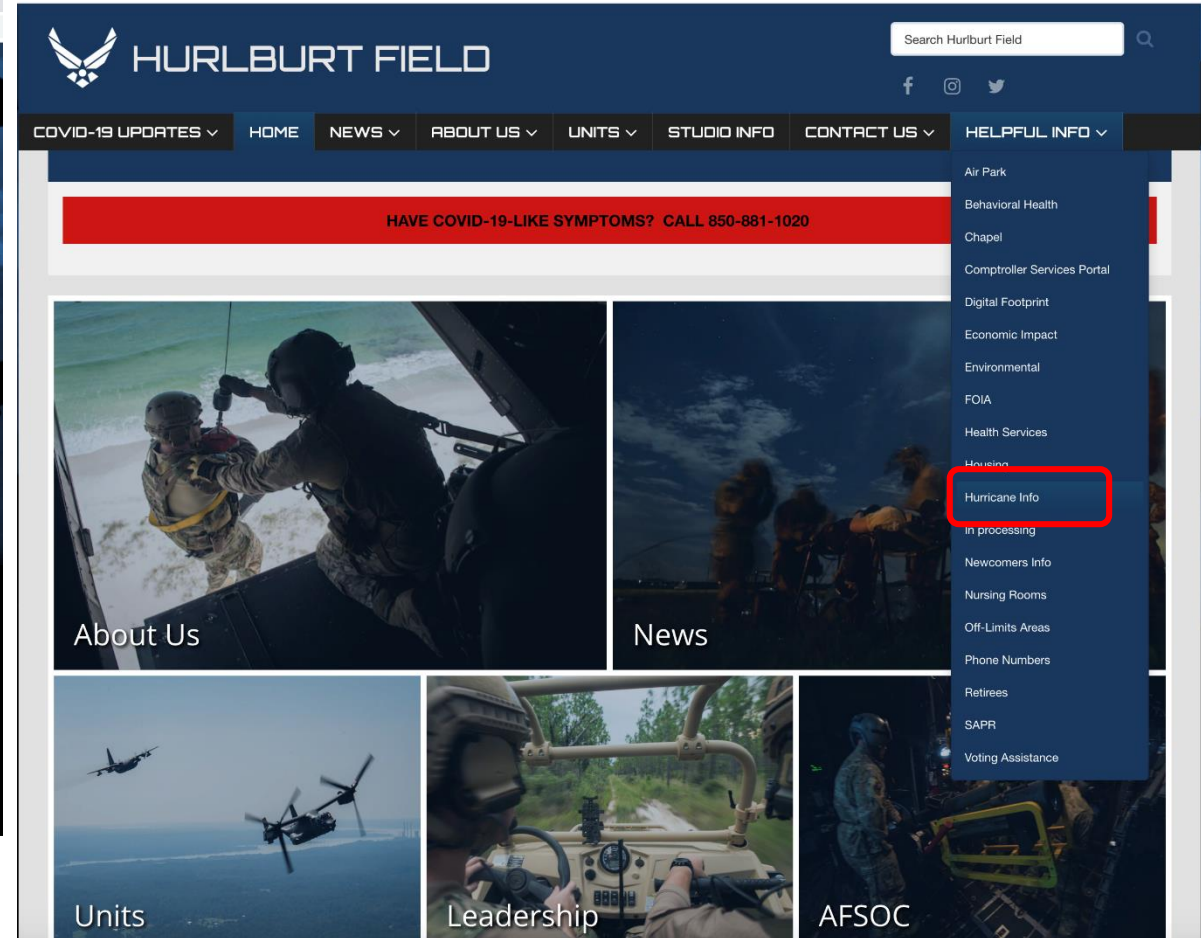 HURLBURT FIELD
Search Hurlburt Field
COVID-19 UPDATES HOME NEWS ABOUT US UNITS STUDIO INFO CONTACT US HELPFUL INFO
Air Park
Behavioral Health
HAVE COVID-19-LIKE SYMPTOMS? CALL 850-881-1020
Chapel
Comptroller Services Portal
Digital Footprint
Economic Impact
Environmental
FOIA
Health Services
Housing
Hurricane Info
In processing
Newcomers Info
Nursing Rooms
Off-Limits Areas
Phone Numbers
Retirees
SAPR
Voting Assistance
About Us
News
Units
Leadership
AFSOC